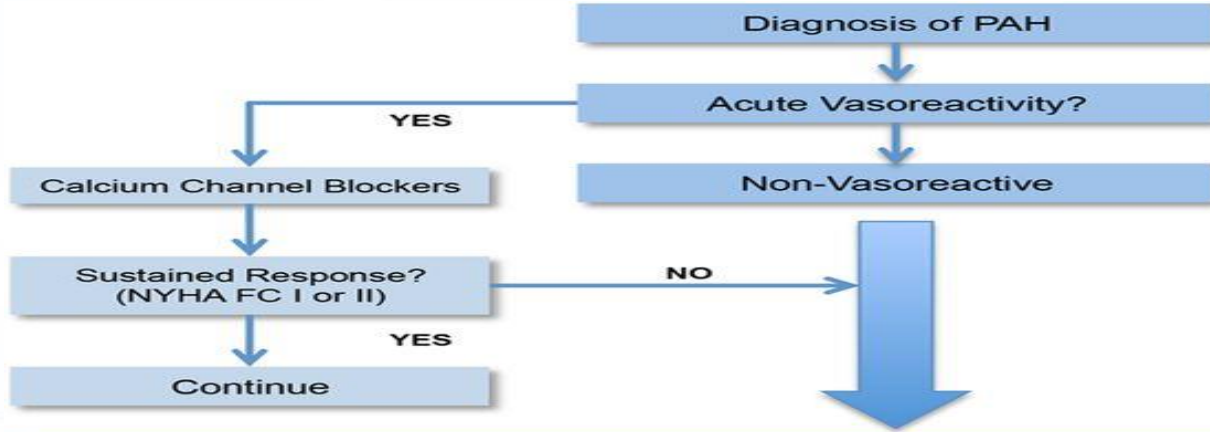 Diagnosis of PAH
Acute Vasoreactivity?
YES
Calcium Channel Blockers
Non-Vasoreactive
Sustained Response?
(NYHA FC I or II)
NO
YES
Continue